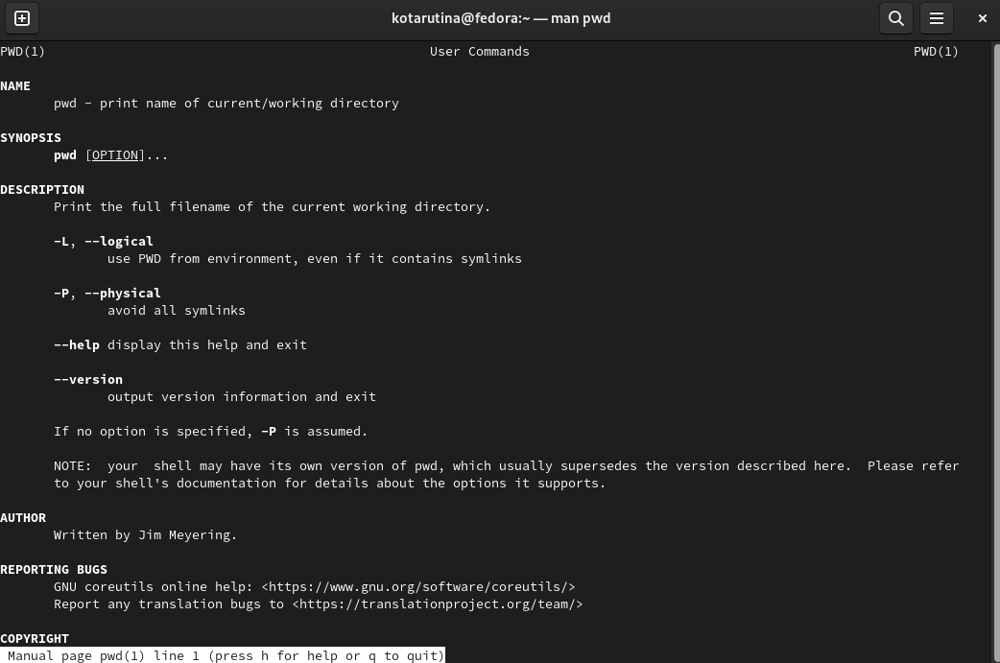 kotarutina@fedora:~ — man pwd
PWD(1) User Commands PWD(1)
NAME
pwd - print name of current/working directory
SYNOPSIS
pwd [OPTION]...
DESCRIPTION
Print the full filename of the current working directory.
-L, --logical
use PWD from environment, even if it contains symlinks
-P, --physical
avoid all symlinks
--help display this help and exit
--version
output version information and exit
If no option is specified, -P is assumed.
NOTE:  your  shell may have its own version of pwd, which usually supersedes the version described here.  Please refer
to your shell's documentation for details about the options it supports.
AUTHOR
Written by Jim Meyering.
REPORTING BUGS
GNU coreutils online help: <https://www.gnu.org/software/coreutils/>
Report any translation bugs to <https://translationproject.org/team/>
COPYRIGHT
Manual page pwd(1) line 1 (press h for help or q to quit)